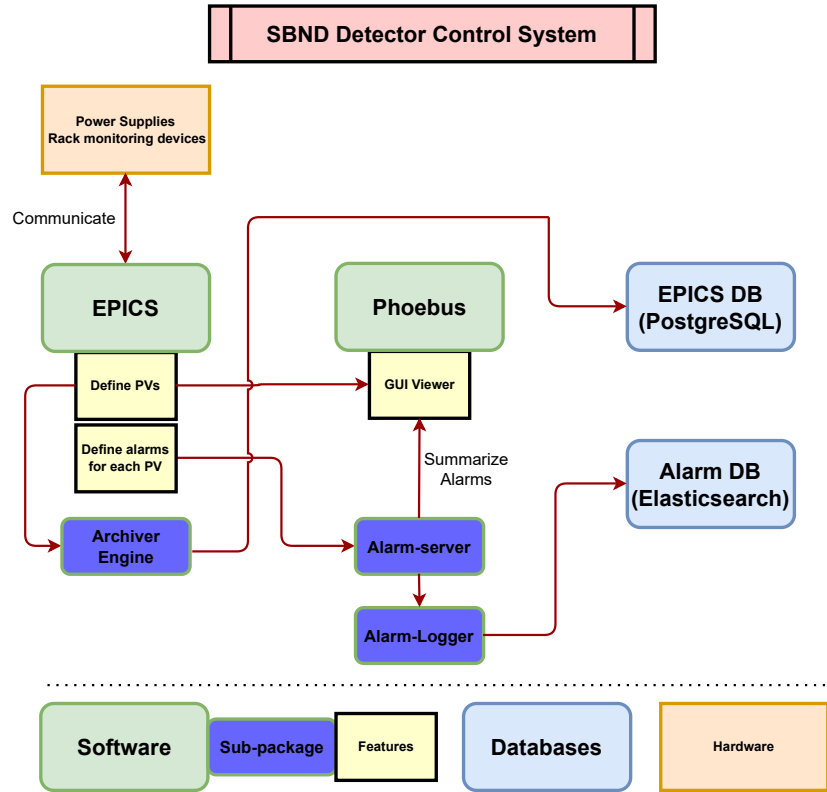 SBND Detector Control System
Power Supplies
Rack monitoring devices
Communicate
EPICS
Phoebus
EPICS DB
(PostgreSQL)
Define PVs
GUI Viewer
Define alarms
for each PV
Summarize
Alarms
Alarm DB
(Elasticsearch)
Archiver
Engine
Alarm-server
Alarm-Logger
Software
Sub-package
Features
Databases
Hardware